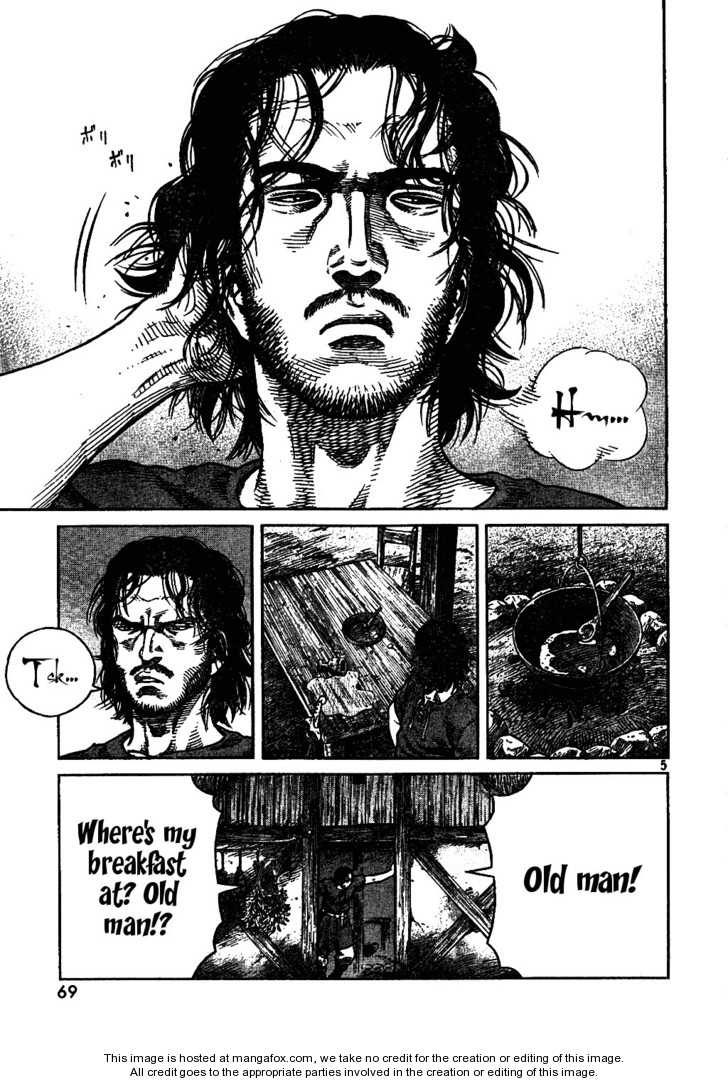 ボリ
ボリ
Hm...
Tsk...
5
Old man!
Where's my
breakfast
at? Old
man!?
69
This image is hosted at mangafox.com, we take no credit for the creation or editing of this image.
All credit goes to the appropriate parties involved in the creation or editing of this image.